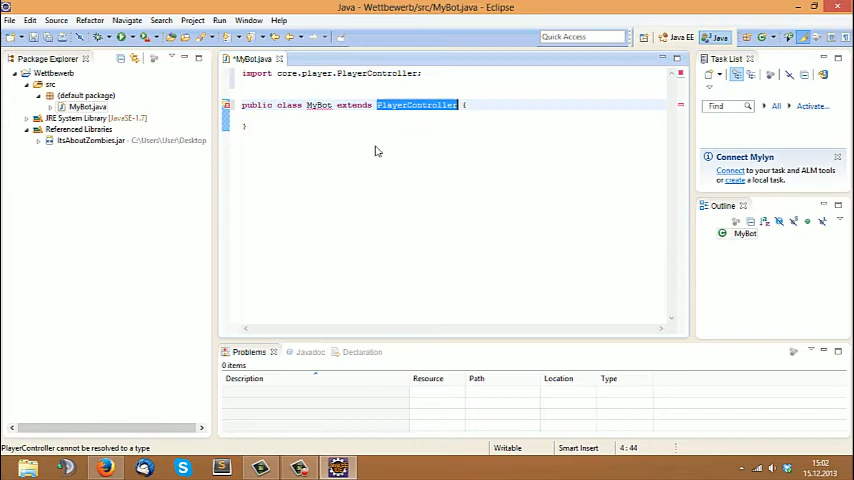 Java - Wettbewerb/src/MyBot.java - Eclipse
File Edit Source Refactor Navigate Search Project Run Window Help
Quick Access
Java EE
Java
Package Explorer
*MyBot.java
Task List
Wettbewerb
src
(default package)
MyBot.java
JRE System Library [JavaSE-1.7]
Referenced Libraries
ItsAboutZombies.jar - C:\Users\User\Desktop
import core.player.PlayerController;
public class MyBot extends PlayerController {
}
Find
All
Activate...
Connect Mylyn
Connect to your task and ALM tools
or create a local task.
Outline
MyBot
Problems
Javadoc
Declaration
0 items
Description Resource Path Location Type
PlayerController cannot be resolved to a type
Writable
Smart Insert
4 : 44
15:02
15.12.2013